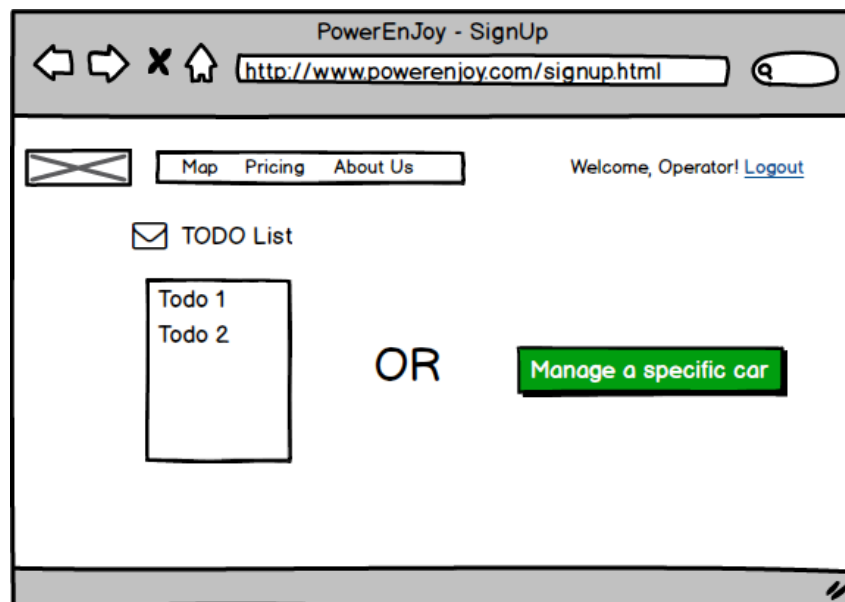 PowerEnJoy - SignUp
http://www.powerenjoy.com/signup.html
Map Pricing About Us
Welcome, Operator! Logout
TODO List
Todo 1
Todo 2
OR
Manage a specific car